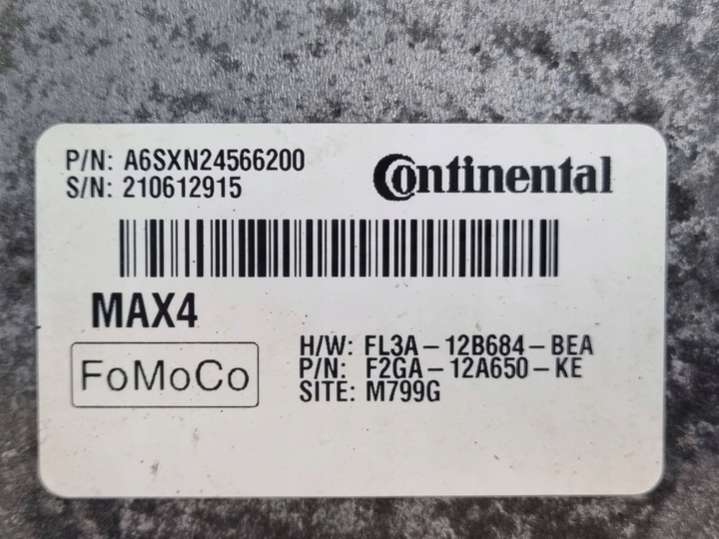 P/N: A6SXN24566200
S/N: 210612915
Continental
MAX4
FoMoCo
H/W: FL3A-12B684-BEA
P/N: F2GA-12A650-KE
SITE: M799G